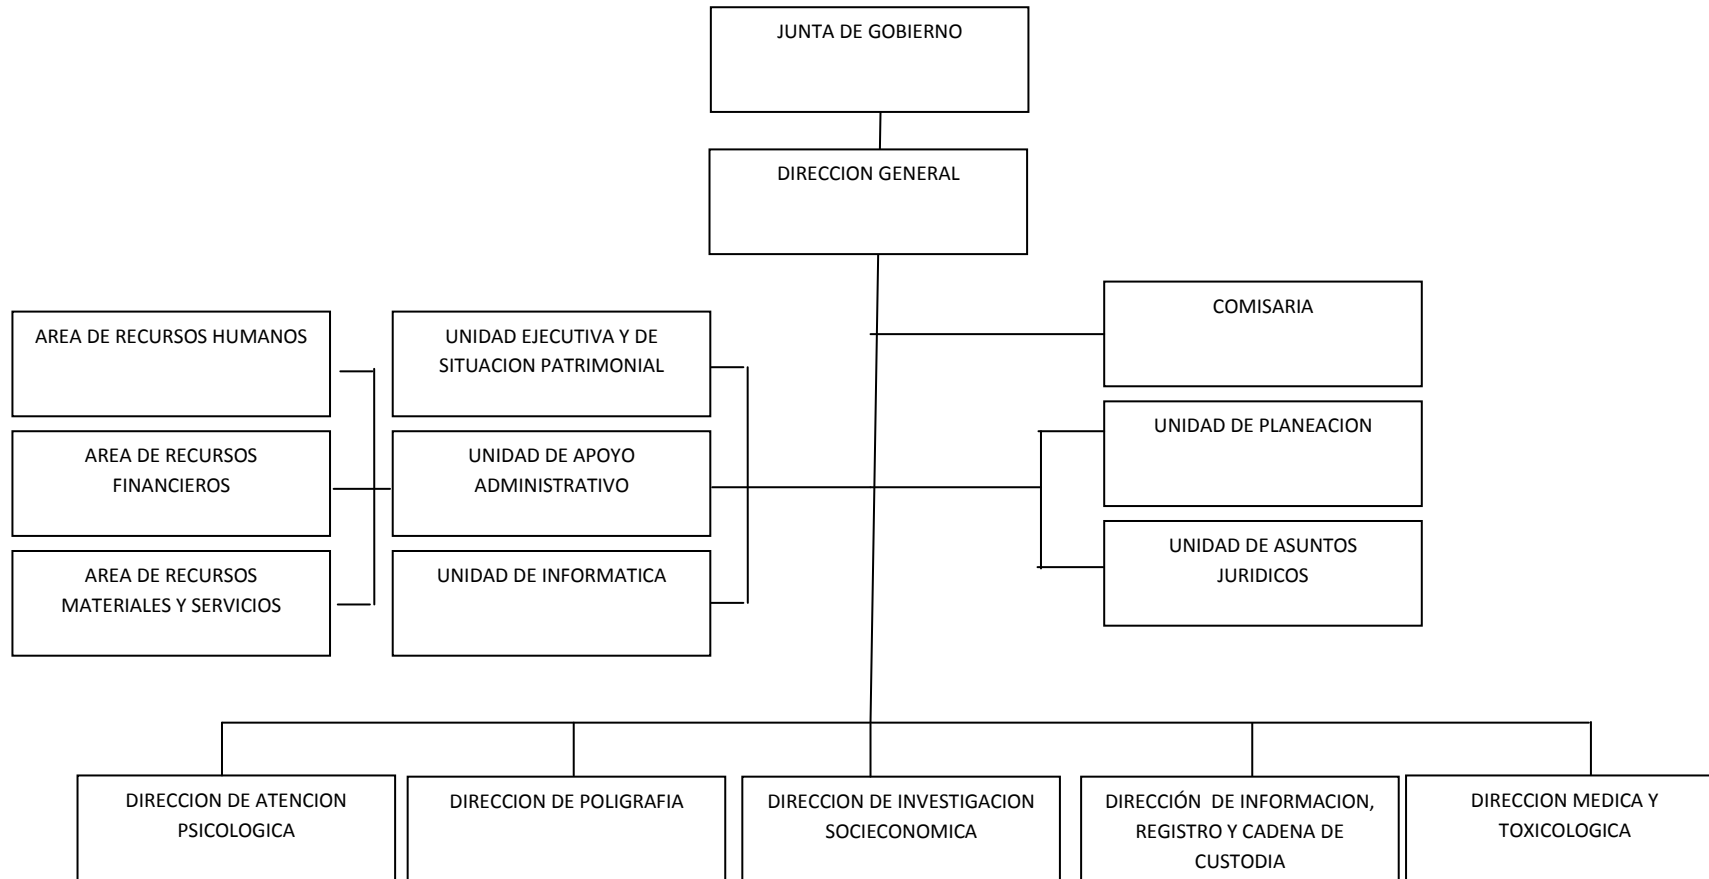 JUNTA DE GOBIERNO
DIRECCION GENERAL
COMISARIA
AREA DE RECURSOS HUMANOS
UNIDAD EJECUTIVA Y DE
SITUACION PATRIMONIAL
UNIDAD DE PLANEACION
AREA DE RECURSOS
FINANCIEROS
UNIDAD DE APOYO
ADMINISTRATIVO
UNIDAD DE ASUNTOS
JURIDICOS
AREA DE RECURSOS
MATERIALES Y SERVICIOS
UNIDAD DE INFORMATICA
DIRECCION DE ATENCION
PSICOLOGICA
DIRECCION DE POLIGRAFIA
DIRECCION DE INVESTIGACION
SOCIECONOMICA
DIRECCIÓN  DE INFORMACION,
REGISTRO Y CADENA DE
CUSTODIA
DIRECCION MEDICA Y
TOXICOLOGICA